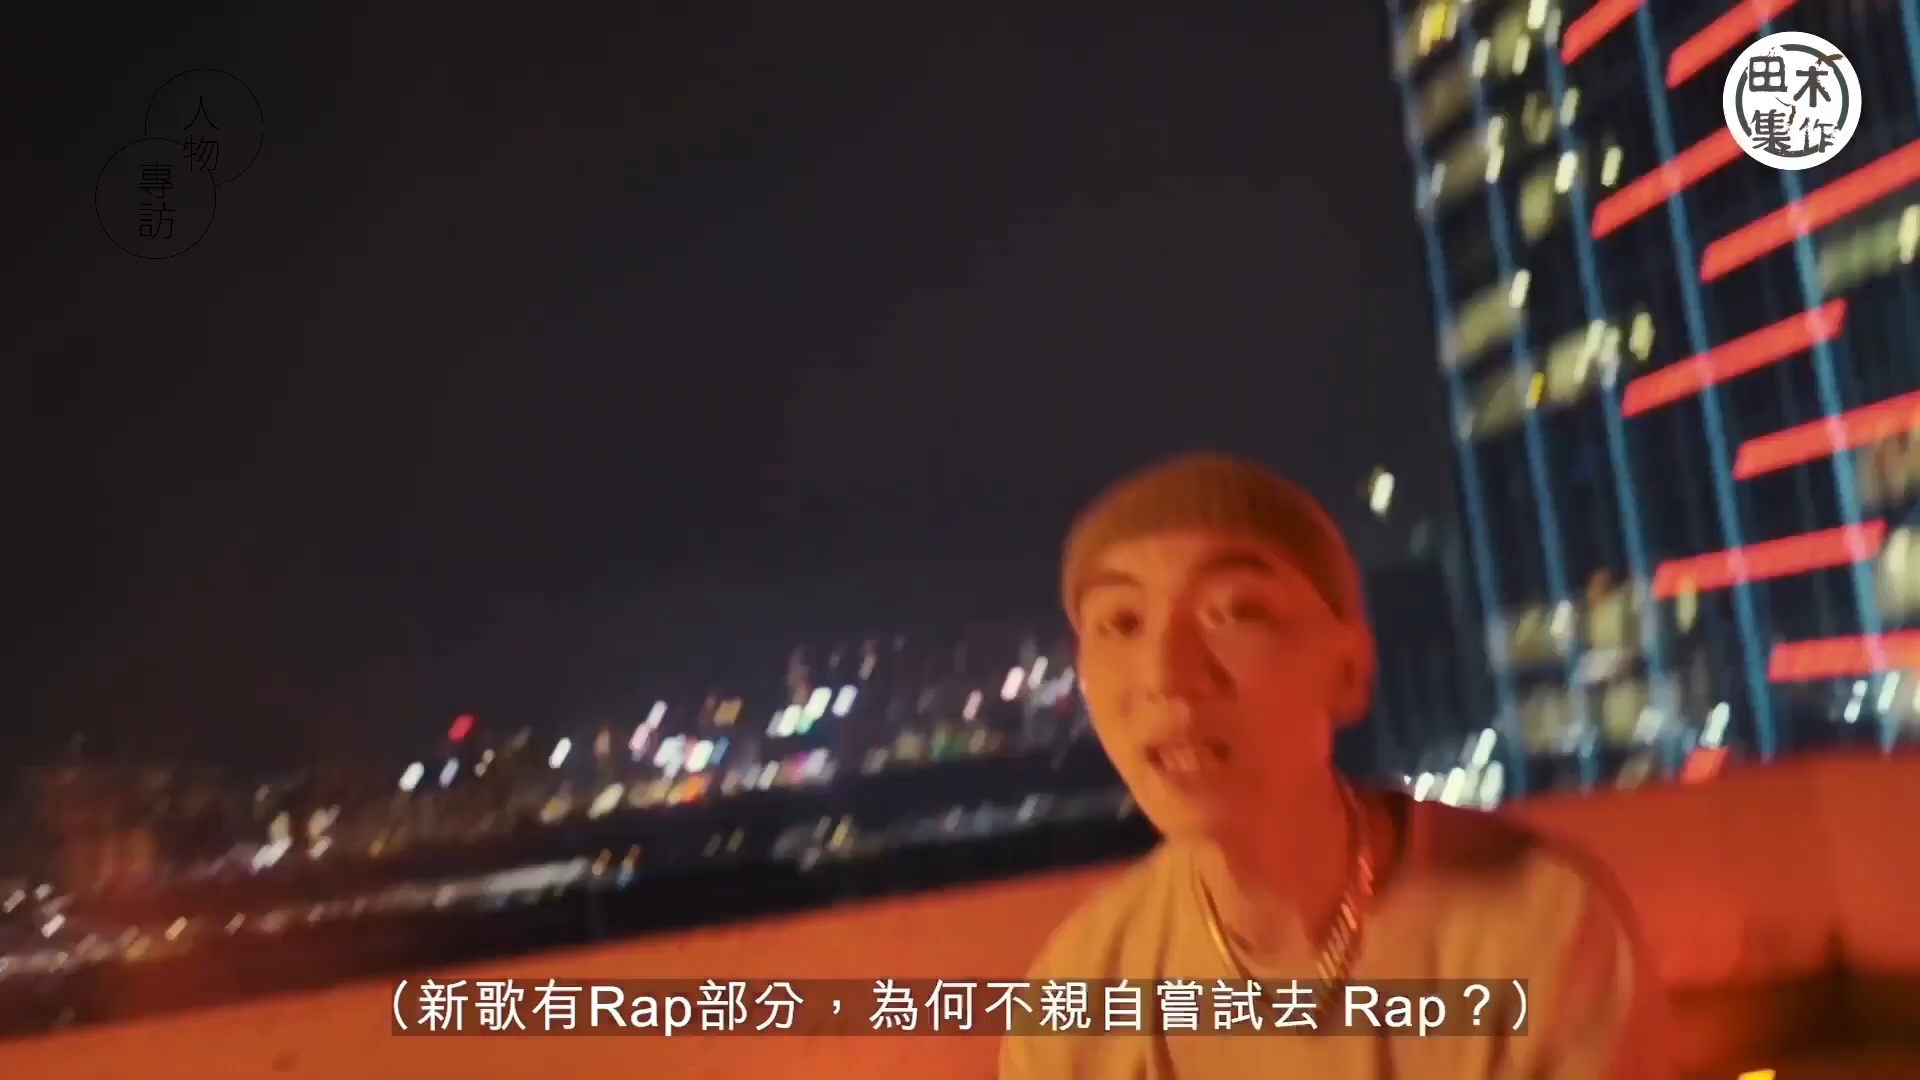 人物
專訪
田木
集作
（新歌有Rap部分，為何不親自嘗試去 Rap？）